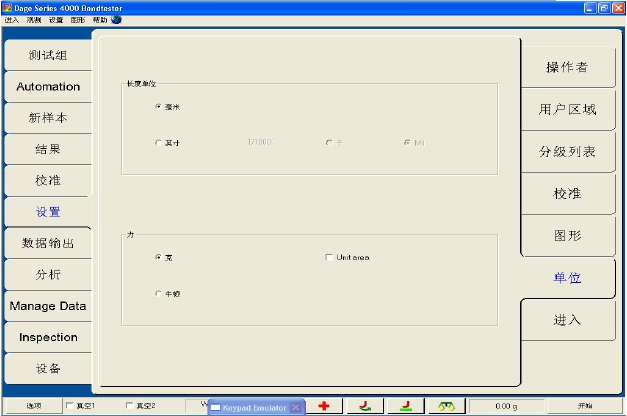 Dage Series 4000 Bondtester
进入 观测 设置 图形 帮助
测试组
Automation
新样本
结果
校准
设置
数据输出
分析
Manage Data
Inspection
设备
长度单位
毫米
英寸 1/1000 千 Mil
力
克 Unit area
牛顿
操作者
用户区域
分级列表
校准
图形
单位
进入
选项 真空1 真空2 Keypad Emulator 0.00 g 开始